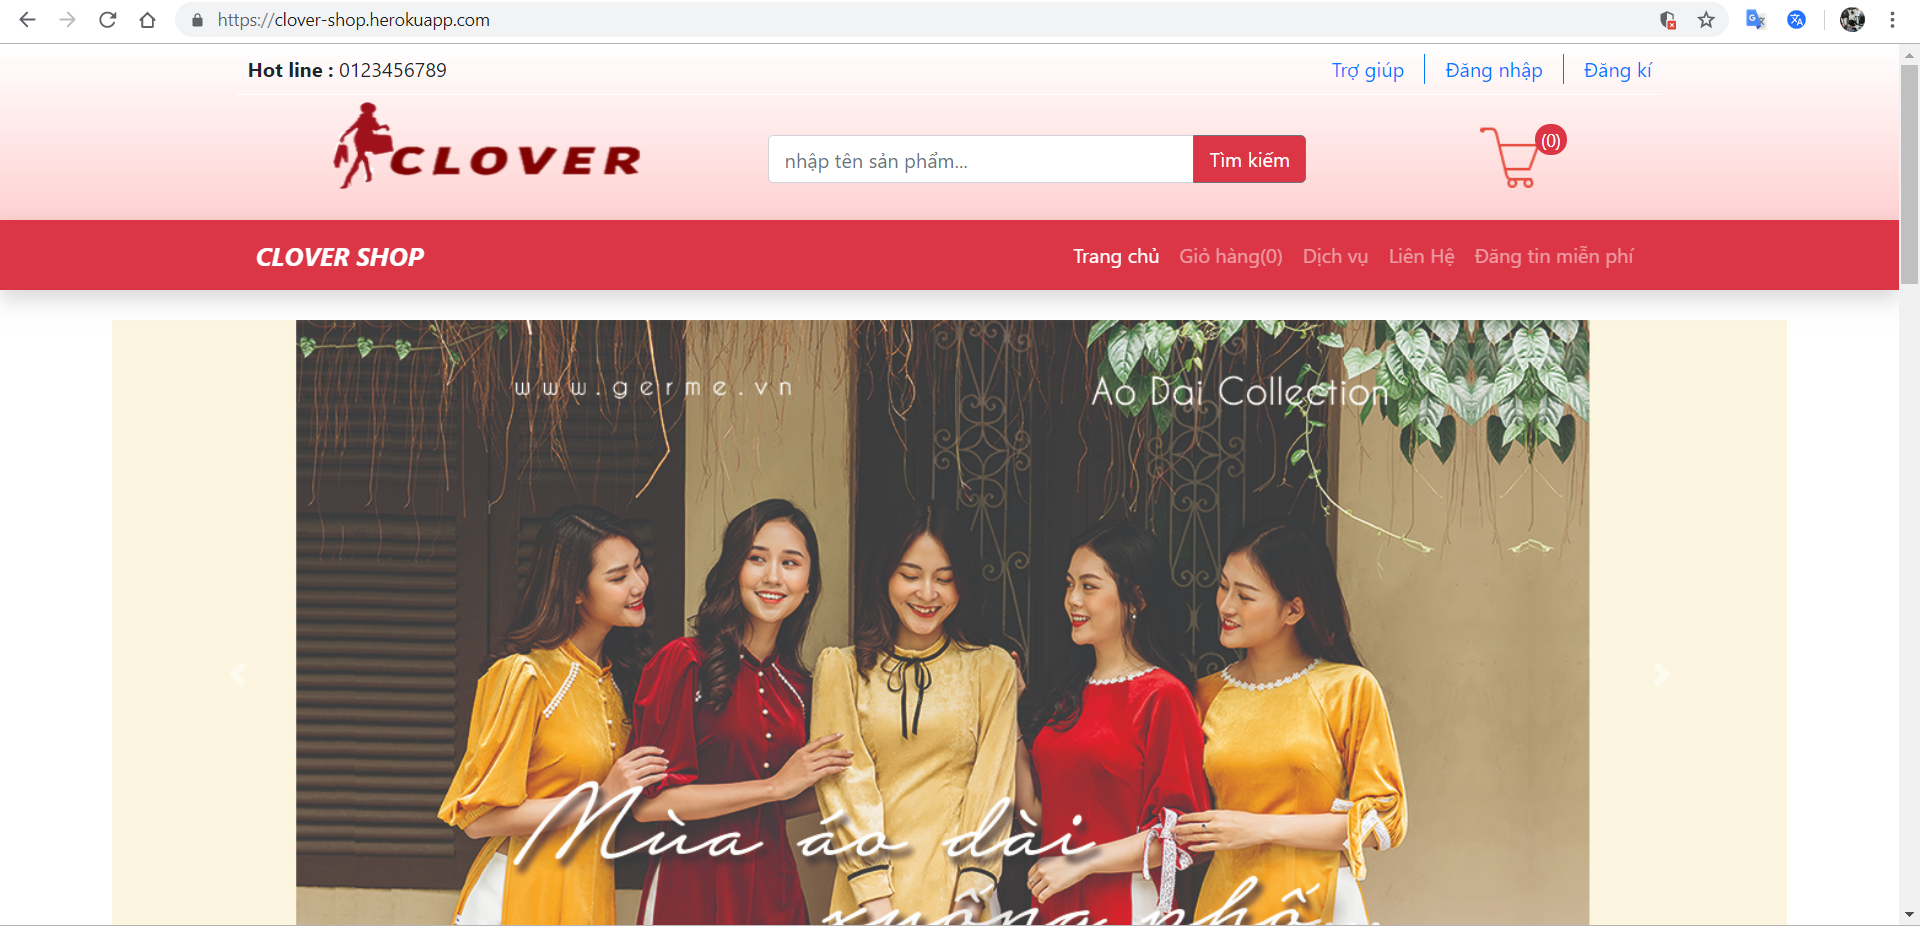 https://clover-shop.herokuapp.com
Hot line : 0123456789
Trợ giúp
Đăng nhập
Đăng kí
CLOVER
nhập tên sản phẩm...
Tìm kiếm
(0)
CLOVER SHOP
Trang chủ
Giỏ hàng(0)
Dịch vụ
Liên Hệ
Đăng tin miễn phí
www.germe.vn
Ao Dai Collection
Mùa áo dài
xuống phố...